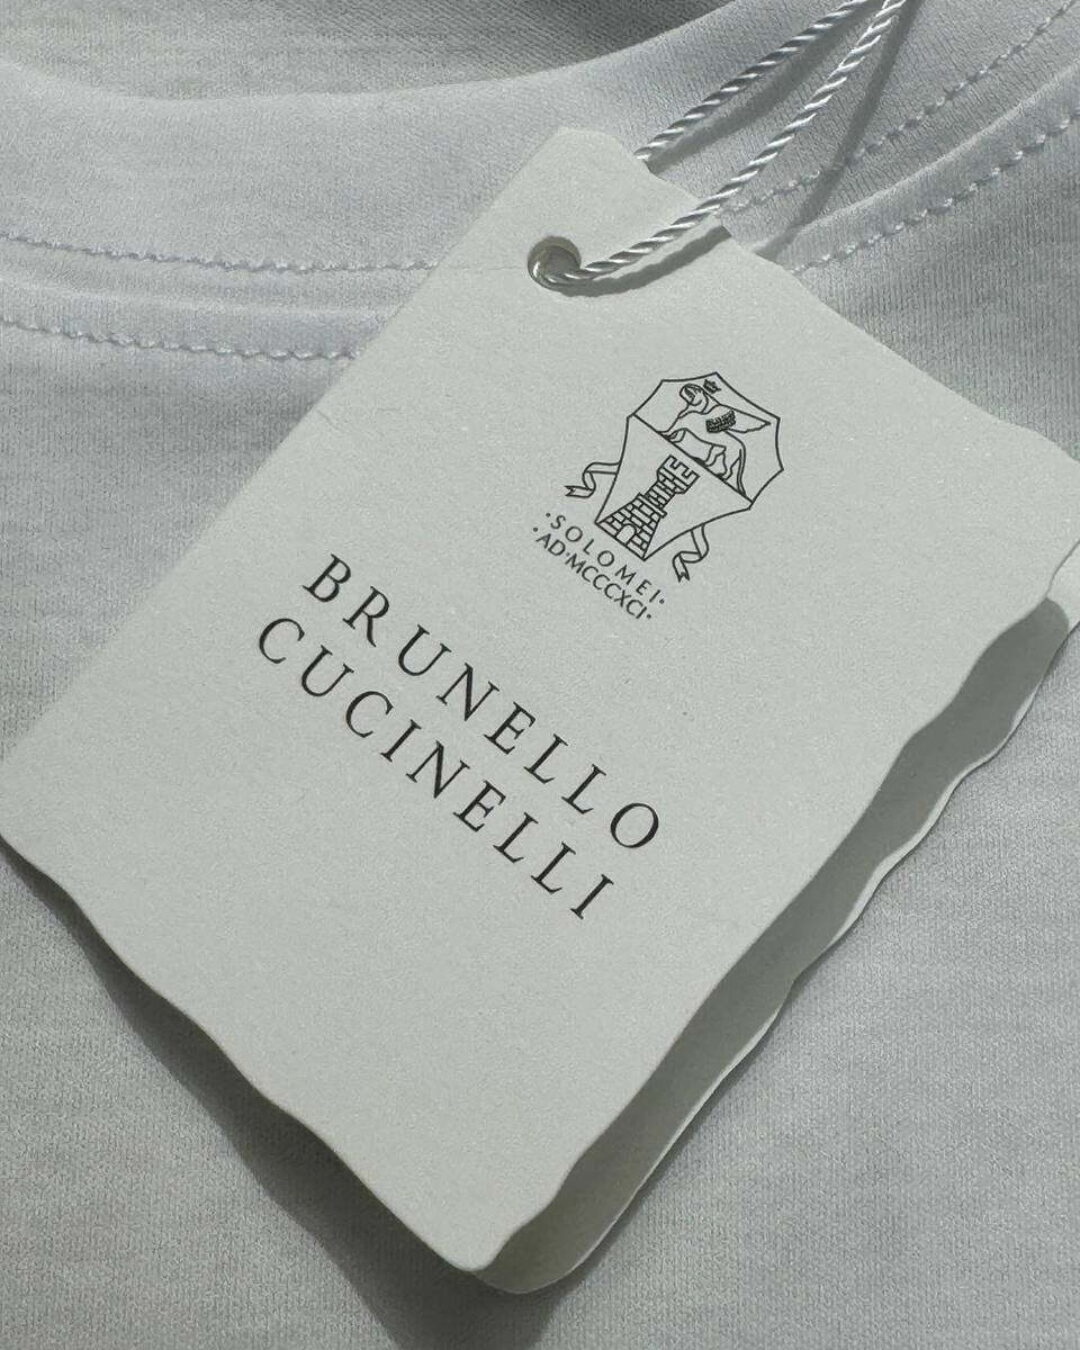 ·SOLOMEI·
·AD·MCCCXCI·
BRUNELLO
CUCINELLI